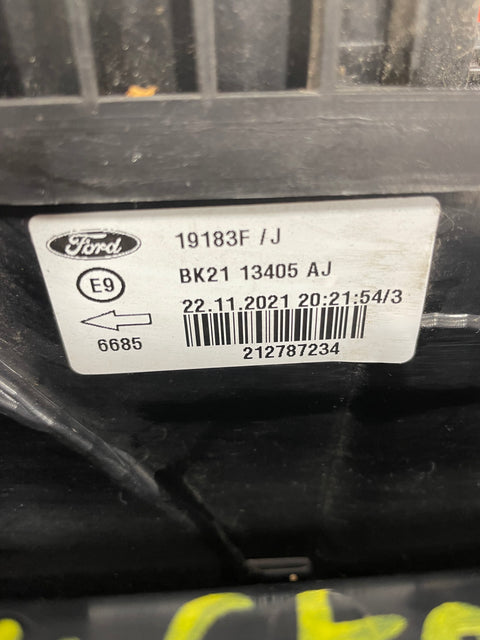 Ford
19183F /J
E9
BK21 13405 AJ
22.11.2021 20:21:54/3
6685
212787234